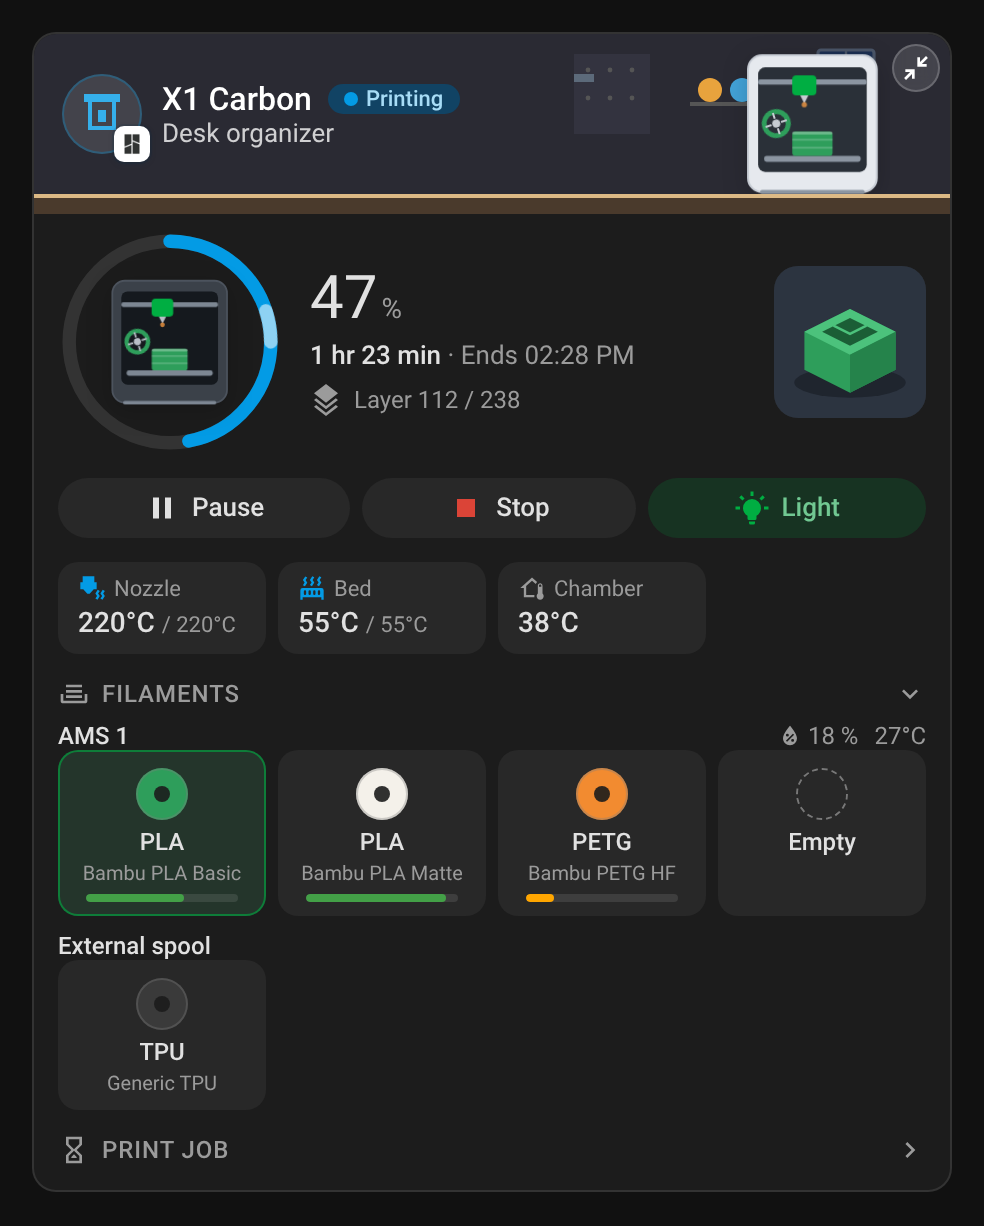 X1 Carbon Printing
Desk organizer
47 %
1 hr 23 min · Ends 02:28 PM
Layer 112 / 238
Pause Stop Light
Nozzle
220°C / 220°C
Bed
55°C / 55°C
Chamber
38°C
FILAMENTS
AMS 1 18 % 27°C
PLA
Bambu PLA Basic
PLA
Bambu PLA Matte
PETG
Bambu PETG HF
Empty
External spool
TPU
Generic TPU
PRINT JOB